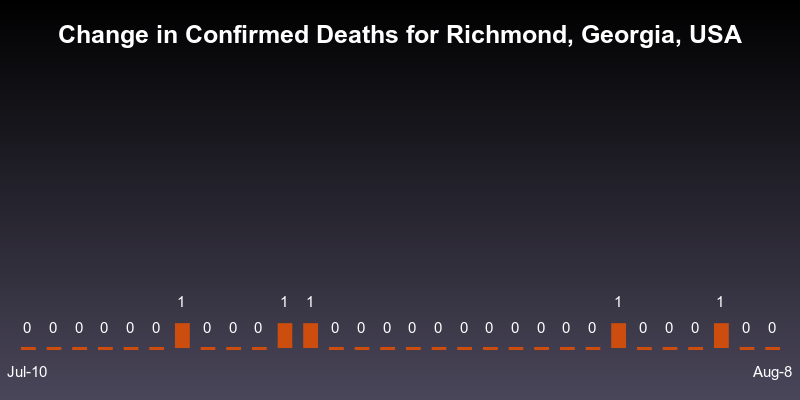 Change in Confirmed Deaths for Richmond, Georgia, USA
1 1 1 1 1
0 0 0 0 0 0 0 0 0 0 0 0 0 0 0 0 0 0 0 0 0 0 0 0 0
Jul-10 Aug-8